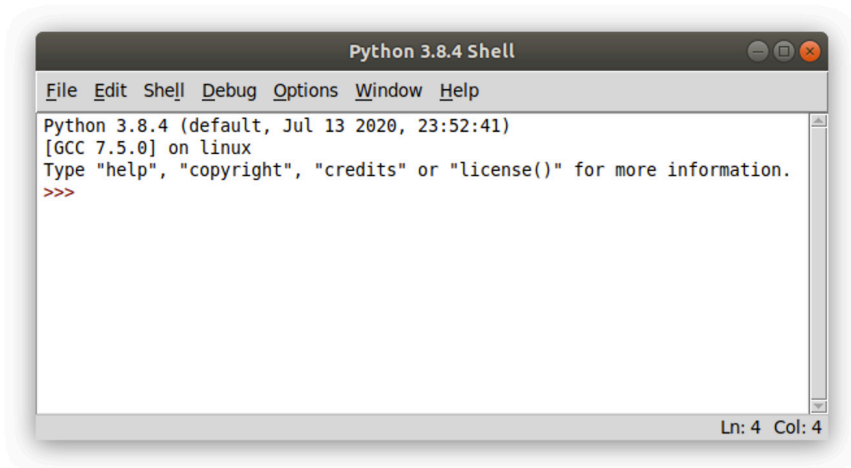 Python 3.8.4 Shell
File Edit Shell Debug Options Window Help
Python 3.8.4 (default, Jul 13 2020, 23:52:41)
[GCC 7.5.0] on linux
Type "help", "copyright", "credits" or "license()" for more information.
>>>
Ln: 4 Col: 4